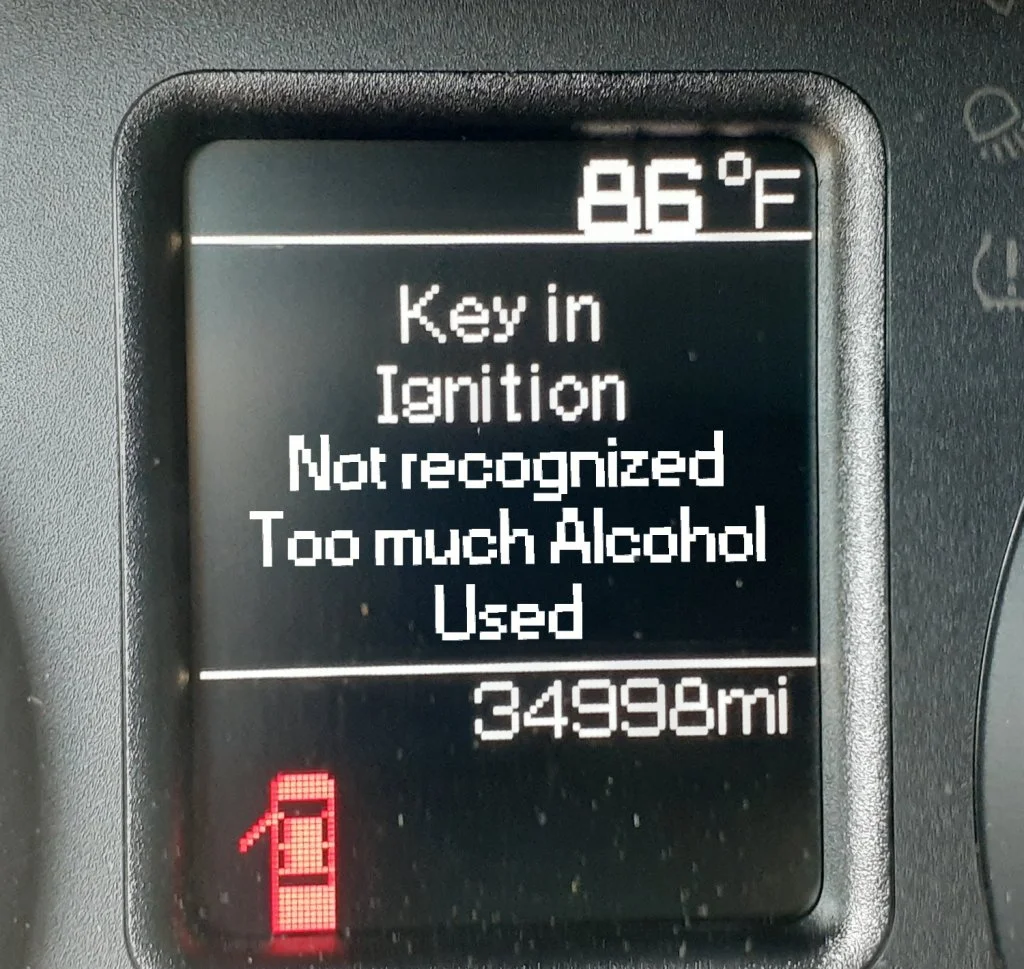 86°F
Key in
Ignition
Not recognized
Too much Alcohol
Used
34998mi